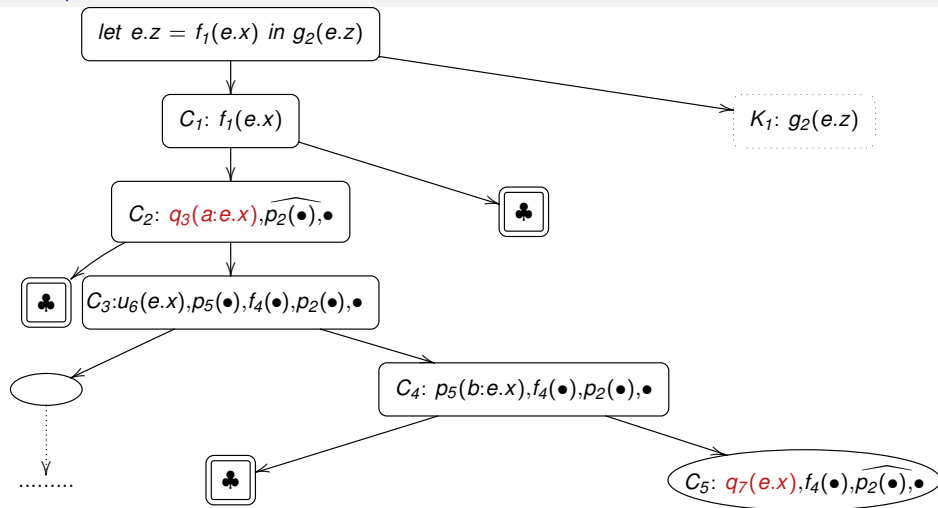 let e.z = f₁(e.x) in g₂(e.z)
C₁: f₁(e.x)
K₁: g₂(e.z)
C₂: q₃(a:e.x),p₂(•),•
♣
♣
C₃:u₆(e.x),p₅(•),f₄(•),p₂(•),•
C₄: p₅(b:e.x),f₄(•),p₂(•),•
.........
♣
C₅: q₇(e.x),f₄(•),p₂(•),•